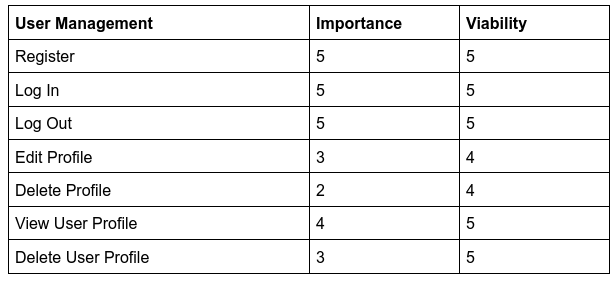 User Management Importance Viability
Register 5 5
Log In 5 5
Log Out 5 5
Edit Profile 3 4
Delete Profile 2 4
View User Profile 4 5
Delete User Profile 3 5